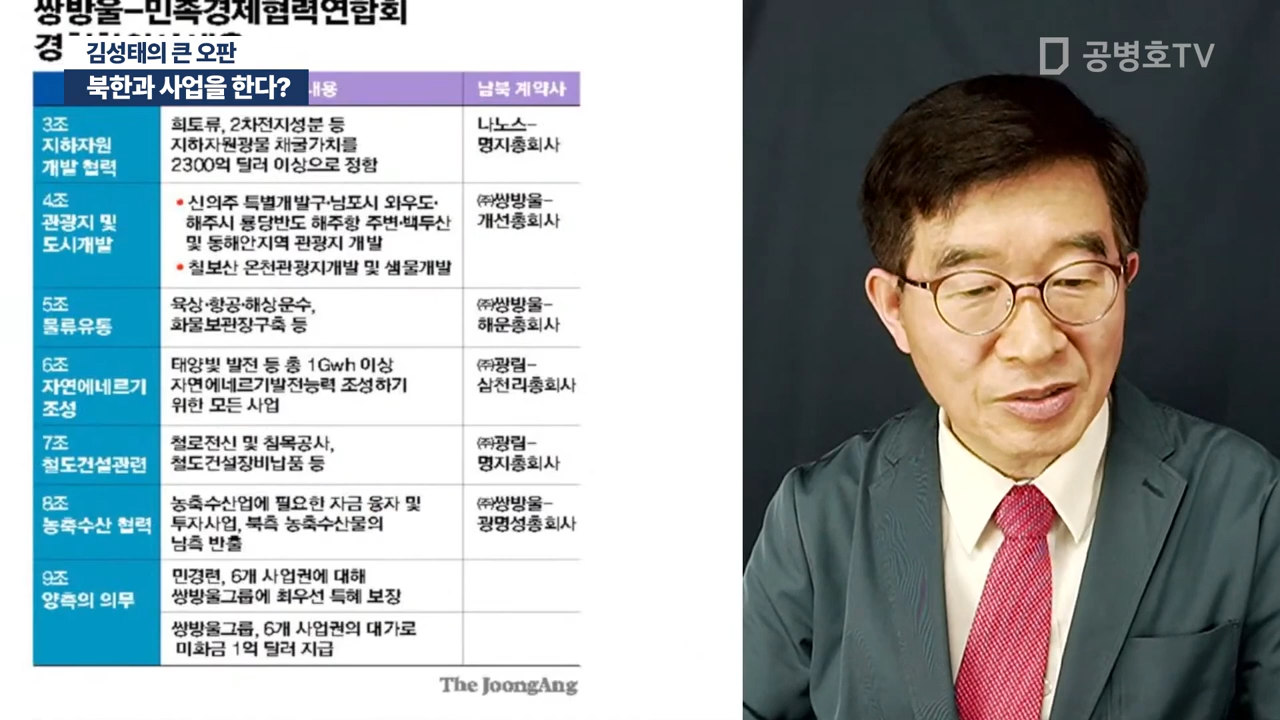 쌍방울-민족경제협력연합회
경
김성태의 큰 오판
북한과 사업을 한다?
내용
남북 계약사
3조
지하자원
개발 협력
희토류, 2차전지성분 등
지하자원광물 채굴가치를
2300억 딜러 이상으로 정함
나노스-
명지총회사
4조
관광지 및
도시개발
• 신의주 특별개발구·남포시 와우도·
해주시 룡당반도 해주항 주변·백두산
및 동해안지역 관광지 개발
• 칠보산 온천관광지개발 및 샘물개발
㈜쌍방울-
개선총회사
5조
물류유통
육상·항공·해상운수,
화물보관장구축 등
㈜쌍방울-
해운총회사
6조
자연에네르기
조성
태양빛 발전 등 총 1Gwh 이상
자연에네르기발전능력 조성하기
위한 모든 사업
㈜광림-
삼천리총회사
7조
철도건설관련
철로전신 및 침목공사,
철도건설장비납품 등
㈜광림-
명지총회사
8조
농축수산 협력
농축수산업에 필요한 자금 융자 및
투자사업, 북측 농축수산물의
남측 반출
㈜쌍방울-
광명성총회사
9조
양측의 의무
민경련, 6개 사업권에 대해
쌍방울그룹에 최우선 특혜 보장
쌍방울그룹, 6개 사업권의 대가로
미화금 1억 딜러 지급
The JoongAng
공병호TV